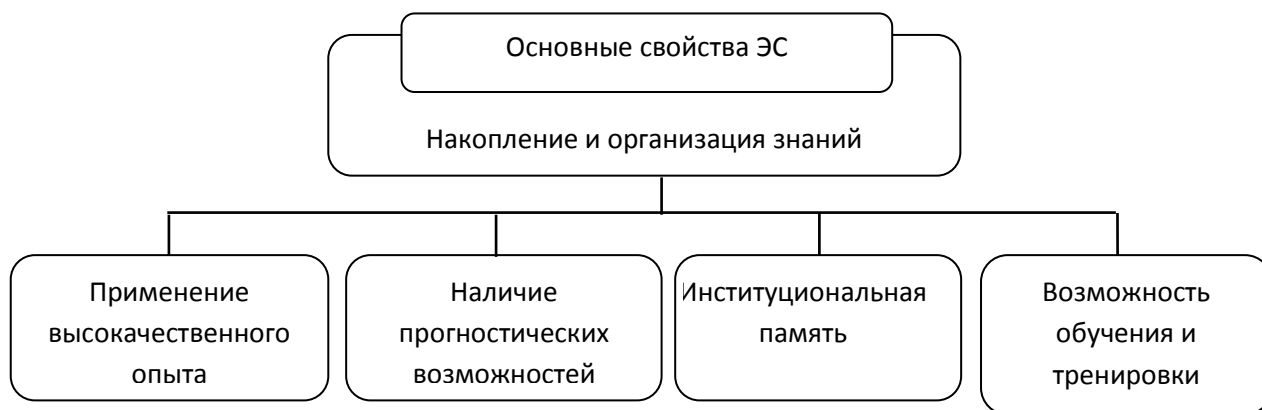 Основные свойства ЭС
Накопление и организация знаний
Применение
высокачественного
опыта
Наличие
прогностических
возможностей
Институциональная
память
Возможность
обучения и
тренировки